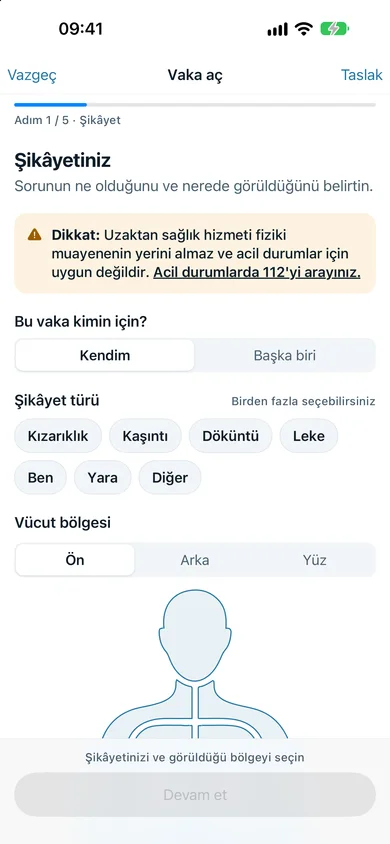 09:41
Vazgeç
Vaka aç
Taslak
Adım 1 / 5 · Şikâyet
Şikâyetiniz
Sorunun ne olduğunu ve nerede görüldüğünü belirtin.
Dikkat: Uzaktan sağlık hizmeti fiziki
muayenenin yerini almaz ve acil durumlar için
uygun değildir. Acil durumlarda 112'yi arayınız.
Bu vaka kimin için?
Kendim
Başka biri
Şikâyet türü
Birden fazla seçebilirsiniz
Kızarıklık
Kaşıntı
Döküntü
Leke
Ben
Yara
Diğer
Vücut bölgesi
Ön
Arka
Yüz
Şikâyetinizi ve görüldüğü bölgeyi seçin
Devam et